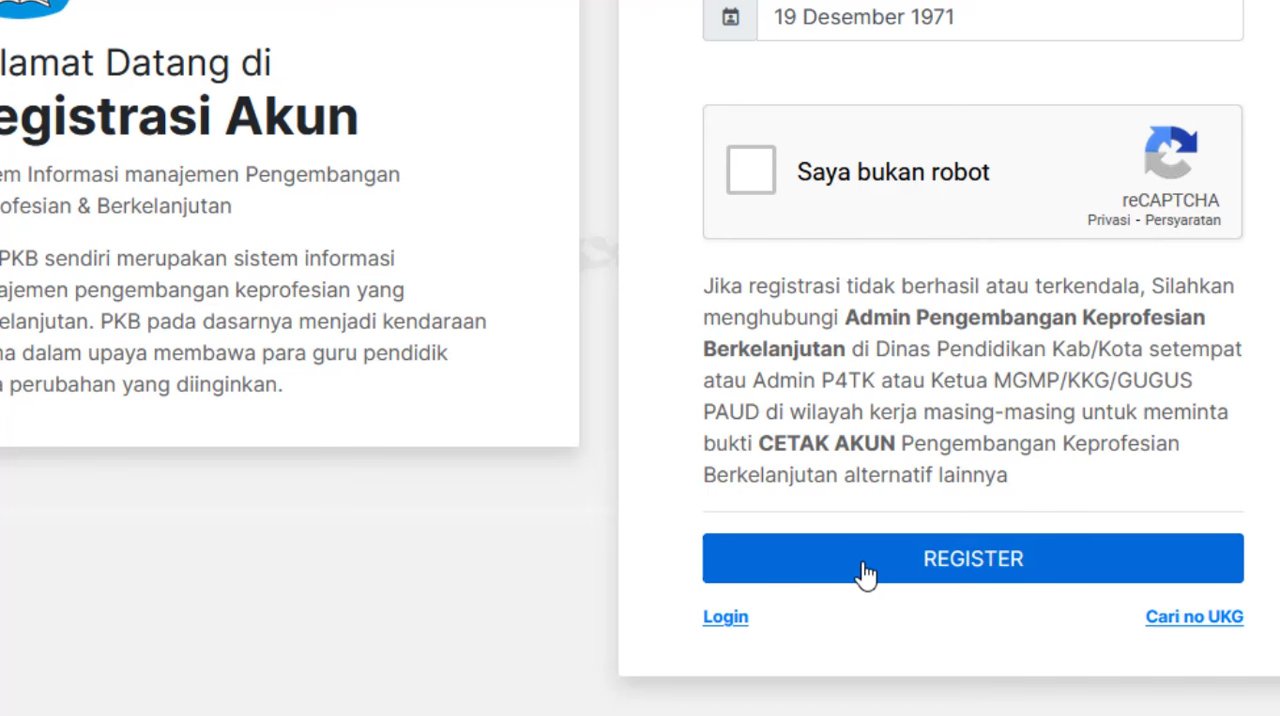 lamat Datang di
egistrasi Akun
em Informasi manajemen Pengembangan
ofesian & Berkelanjutan
PKB sendiri merupakan sistem informasi
ajemen pengembangan keprofesian yang
elanjutan. PKB pada dasarnya menjadi kendaraan
na dalam upaya membawa para guru pendidik
a perubahan yang diinginkan.
19 Desember 1971
Saya bukan robot
reCAPTCHA
Privasi - Persyaratan
Jika registrasi tidak berhasil atau terkendala, Silahkan
menghubungi Admin Pengembangan Keprofesian
Berkelanjutan di Dinas Pendidikan Kab/Kota setempat
atau Admin P4TK atau Ketua MGMP/KKG/GUGUS
PAUD di wilayah kerja masing-masing untuk meminta
bukti CETAK AKUN Pengembangan Keprofesian
Berkelanjutan alternatif lainnya
REGISTER
Login
Cari no UKG